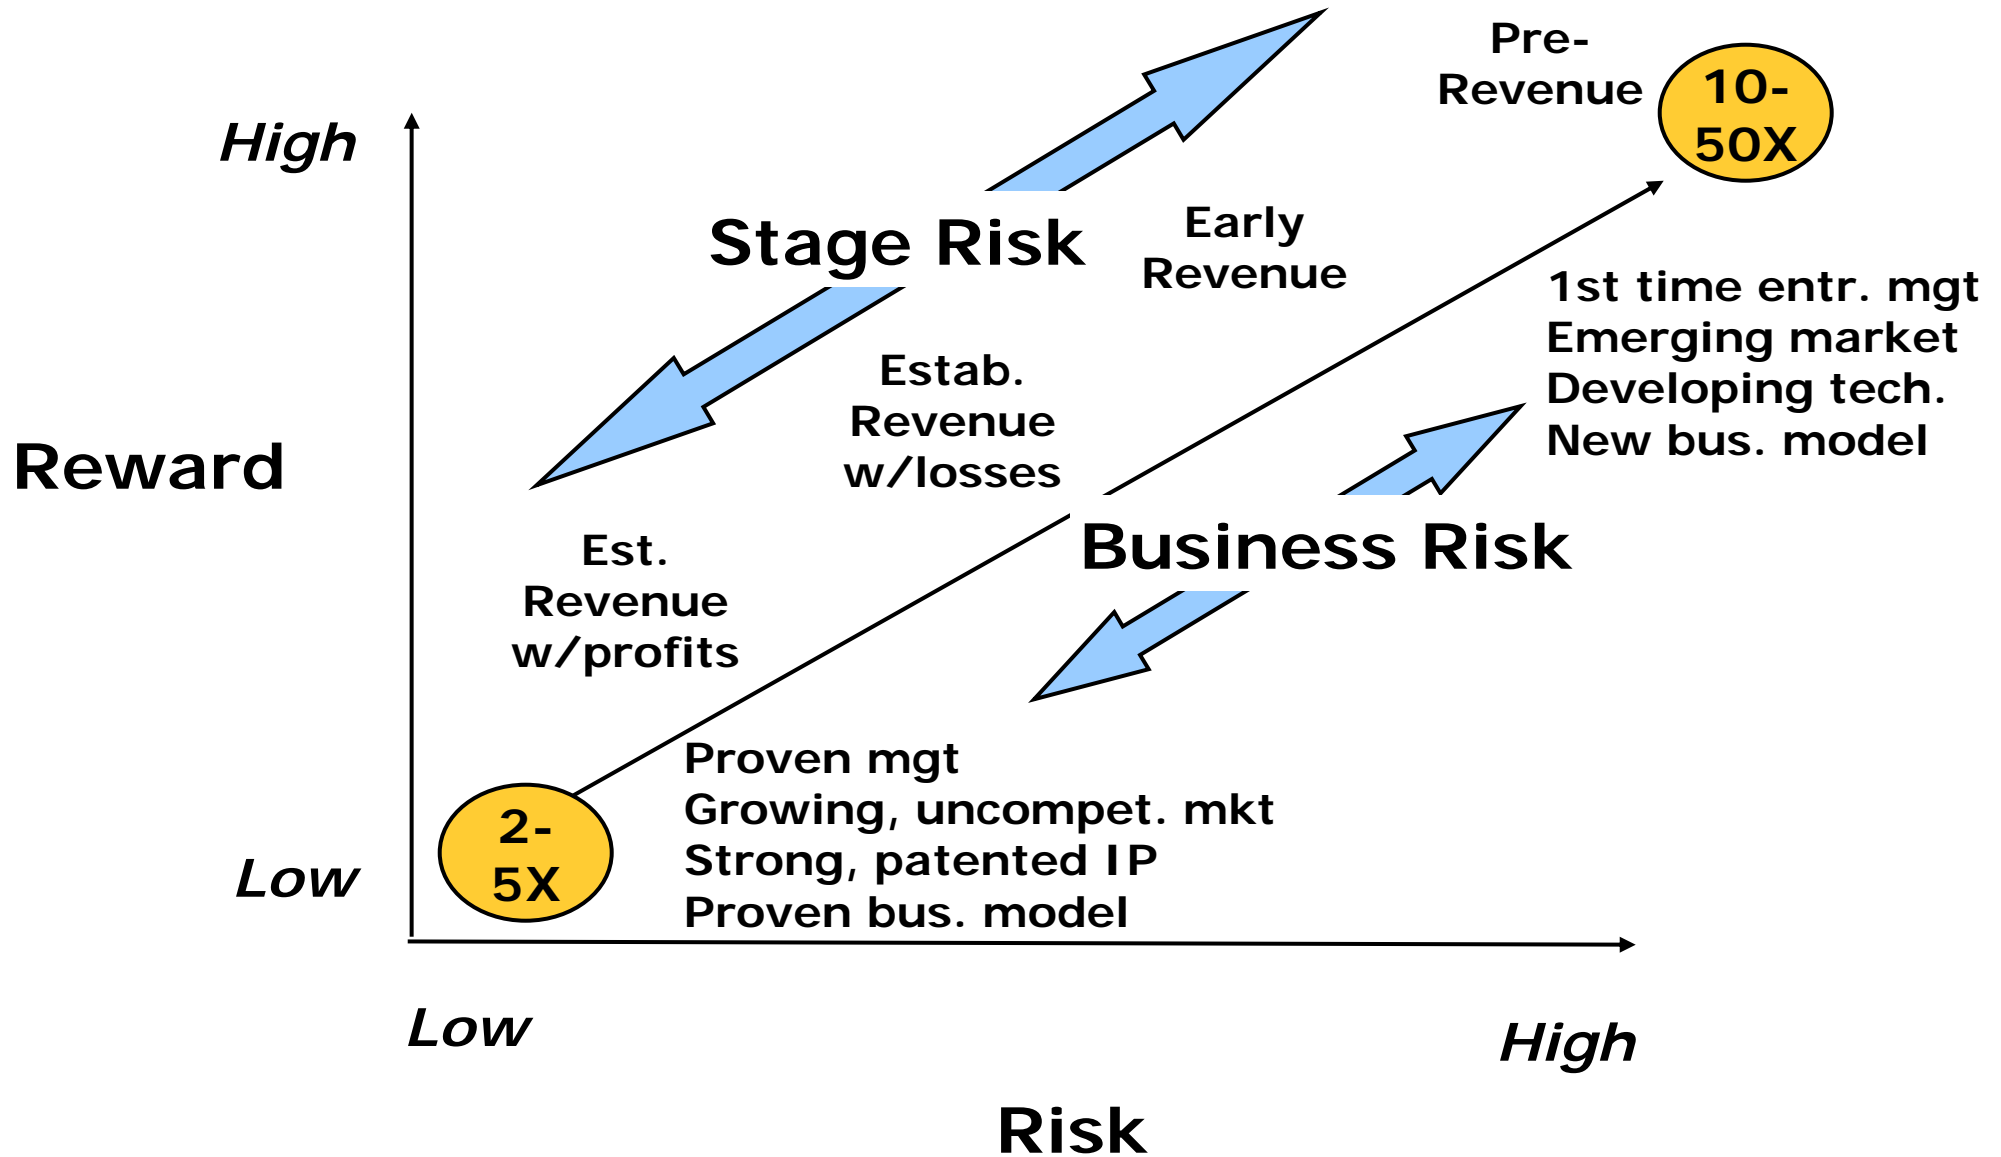 Pre-
Revenue
10-
50X
High
Stage Risk
Early
Revenue
1st time entr. mgt
Emerging market
Developing tech.
New bus. model
Estab.
Revenue
w/losses
Reward
Business Risk
Est.
Revenue
w/profits
Proven mgt
Growing, uncompet. mkt
Strong, patented IP
Proven bus. model
2-
5X
Low
Low
High
Risk